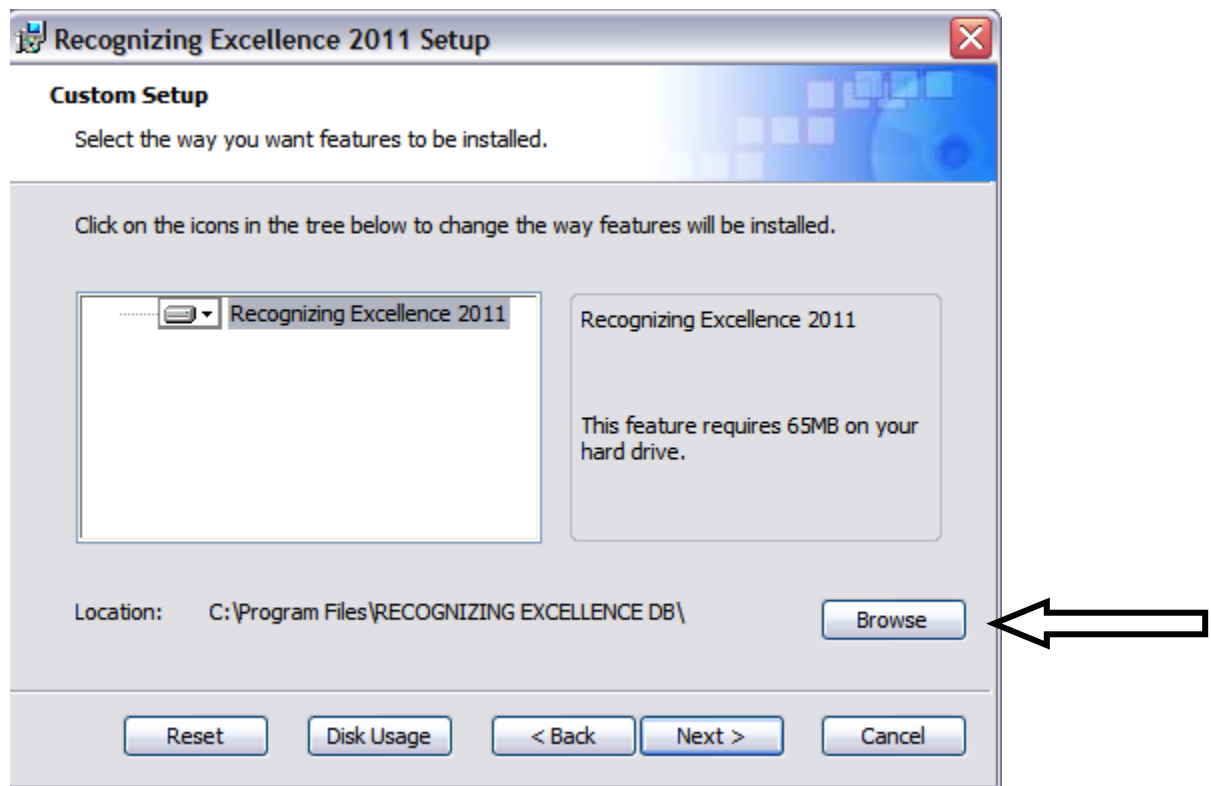 Recognizing Excellence 2011 Setup
Custom Setup
Select the way you want features to be installed.
Click on the icons in the tree below to change the way features will be installed.
Recognizing Excellence 2011
Recognizing Excellence 2011
This feature requires 65MB on your
hard drive.
Location: C:\Program Files\RECOGNIZING EXCELLENCE DB\
Browse
Reset Disk Usage < Back Next > Cancel